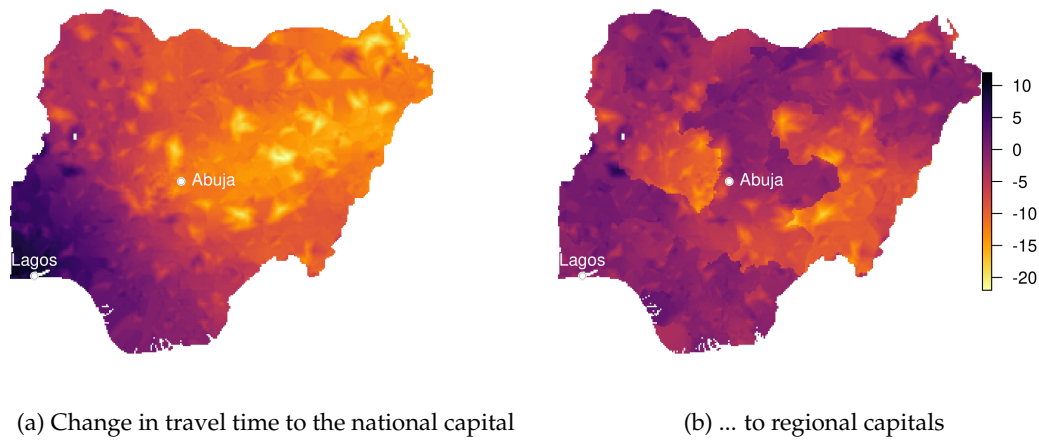 Abuja
Lagos
Abuja
Lagos
10
5
0
-5
-10
-15
-20
(a) Change in travel time to the national capital
(b) ... to regional capitals